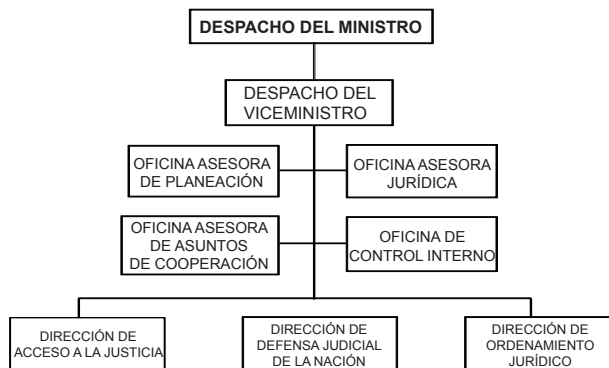 DESPACHO DEL MINISTRO
DESPACHO DEL
VICEMINISTRO
OFICINA ASESORA
DE PLANEACIÓN
OFICINA ASESORA
JURÍDICA
OFICINA ASESORA
DE ASUNTOS
DE COOPERACIÓN
OFICINA DE
CONTROL INTERNO
DIRECCIÓN DE
ACCESO A LA JUSTICIA
DIRECCIÓN DE
DEFENSA JUDICIAL
DE LA NACIÓN
DIRECCIÓN DE
ORDENAMIENTO
JURÍDICO